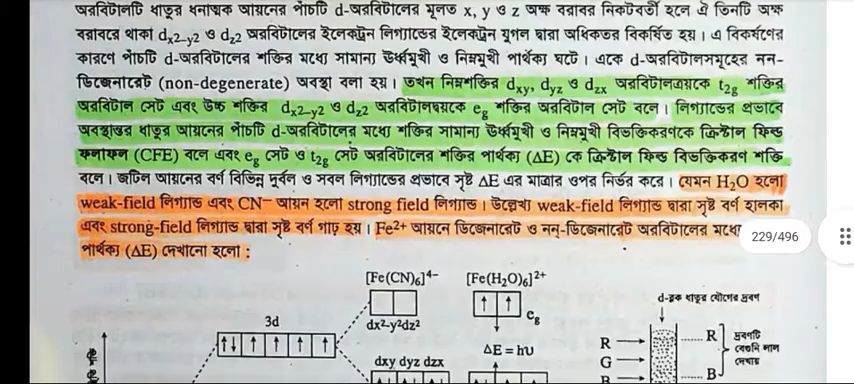 অরবিটালটি ধাতুর ধনাত্মক আয়নের পাঁচটি d-অরবিটালের মূলত x, y ও z অক্ষ বরাবর নিকটবর্তী হলে ঐ তিনটি অক্ষ
বরাবরে থাকা dx2–y2 ও dz2 অরবিটালের ইলেকট্রন লিগ্যান্ডের ইলেকট্রন যুগল দ্বারা অধিকতর বিকর্ষিত হয়। এ বিকর্ষণের
কারণে পাঁচটি d-অরবিটালের শক্তির মধ্যে সামান্য ঊর্ধ্বমুখী ও নিম্নমুখী পার্থক্য ঘটে। একে d-অরবিটালসমূহের নন-
ডিজেনারেট (non-degenerate) অবস্থা বলা হয়। তখন নিম্নশক্তির dxy, dyz ও dzx অরবিটালত্রয়কে t2g শক্তির
অরবিটাল সেট এবং উচ্চ শক্তির dx2–y2 ও dz2 অরবিটালদ্বয়কে eg শক্তির অরবিটাল সেট বলে। লিগ্যান্ডের প্রভাবে
অবস্থান্তর ধাতুর আয়নের পাঁচটি d-অরবিটালের মধ্যে শক্তির সামান্য ঊর্ধ্বমুখী ও নিম্নমুখী বিভক্তিকরণকে ক্রিস্টাল ফিল্ড
ফলাফল (CFE) বলে এবং eg সেট ও t2g সেট অরবিটালের শক্তির পার্থক্য (ΔE) কে ক্রিস্টাল ফিল্ড বিভক্তিকরণ শক্তি
বলে। জটিল আয়নের বর্ণ বিভিন্ন দুর্বল ও সবল লিগ্যান্ডের প্রভাবে সৃষ্ট ΔE এর মাত্রার ওপর নির্ভর করে। যেমন H2O হলো
weak-field লিগ্যান্ড এবং CN– আয়ন হলো strong field লিগ্যান্ড। উল্লেখ্য weak-field লিগ্যান্ড দ্বারা সৃষ্ট বর্ণ হালকা
এবং strong-field লিগ্যান্ড দ্বারা সৃষ্ট বর্ণ গাঢ় হয়। Fe2+ আয়নে ডিজেনারেট ও নন্-ডিজেনারেট অরবিটালের মধ্যে
229/496
পার্থক্য (ΔE) দেখানো হলো :
[Fe(CN)6]4– [Fe(H2O)6]2+
d-ব্লক ধাতুর যৌগের দ্রবণ
eg
dx2–y2dz2
3d
R R দ্রবণটি
ΔE = hυ
বেগুনি লাল
dxy dyz dzx
G দেখায়
B B